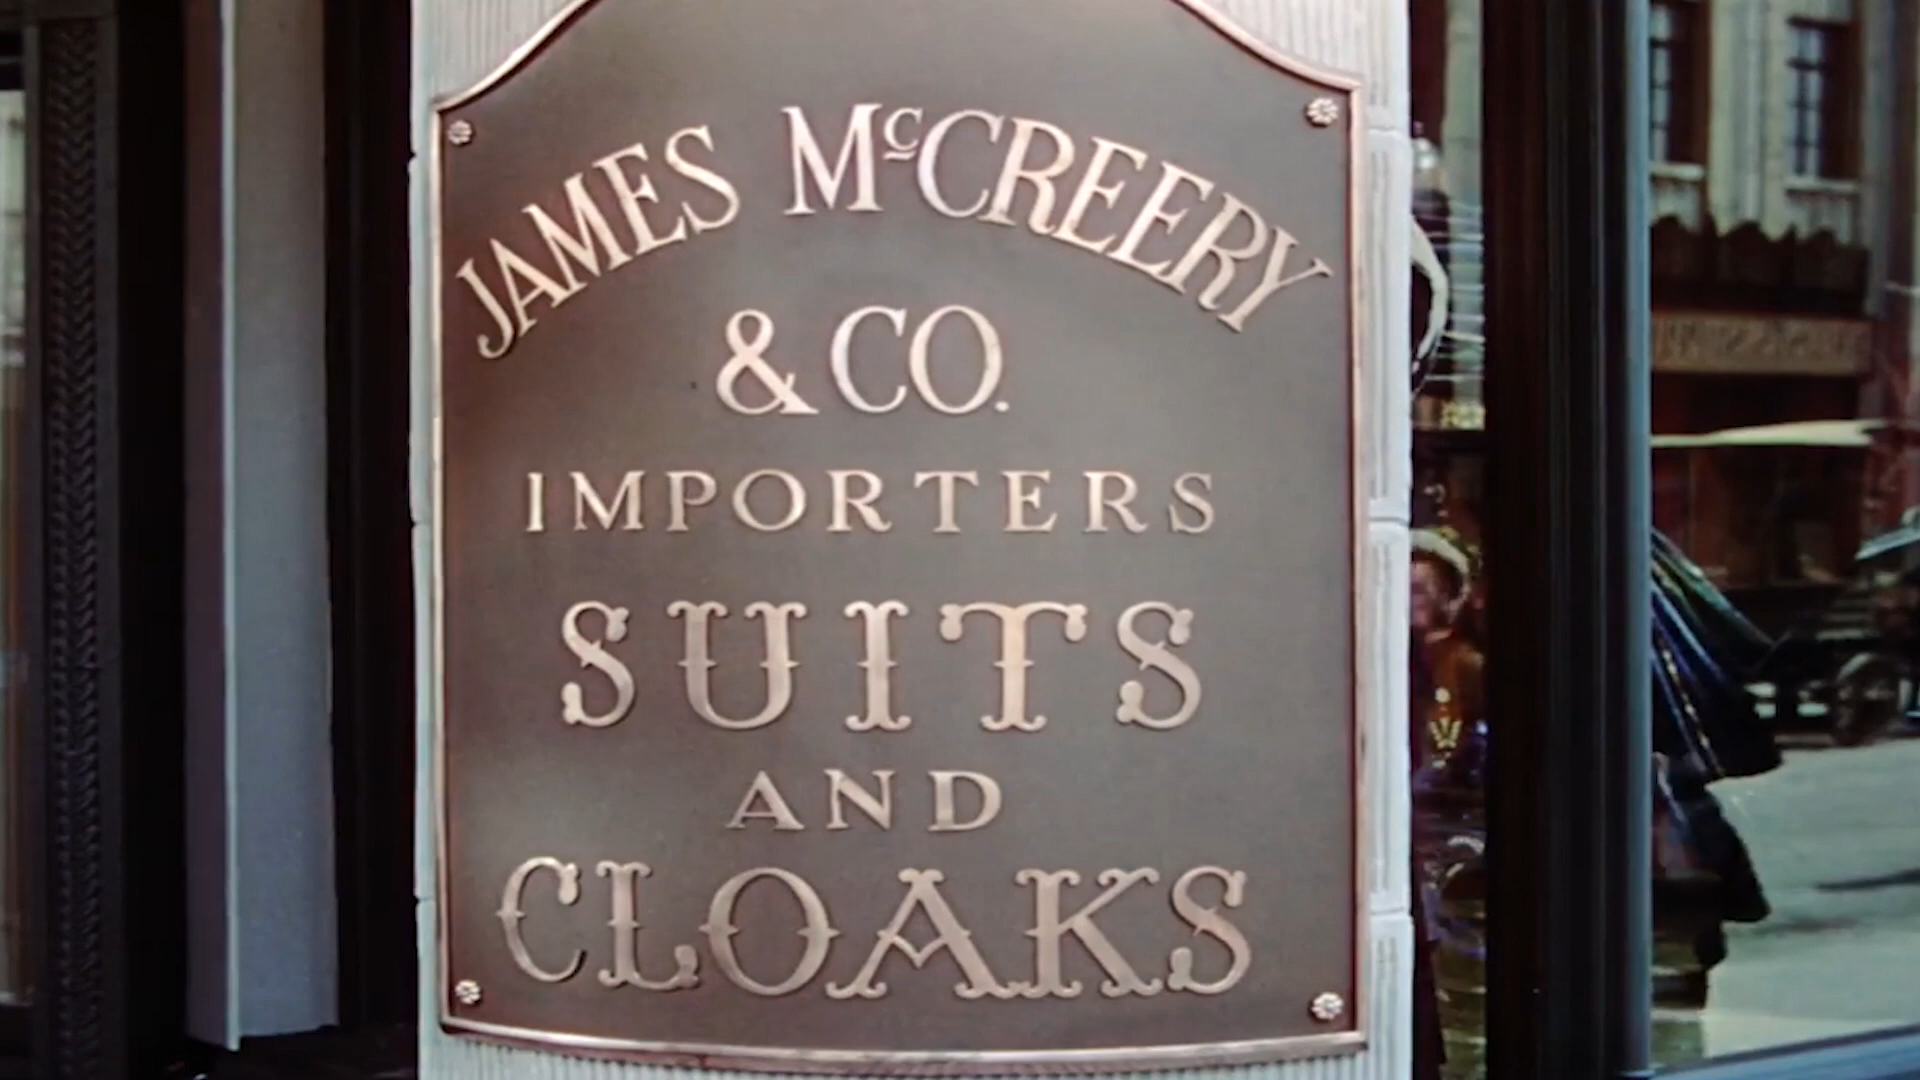 JAMES McCREERY
& CO.
IMPORTERS
SUITS
AND
CLOAKS